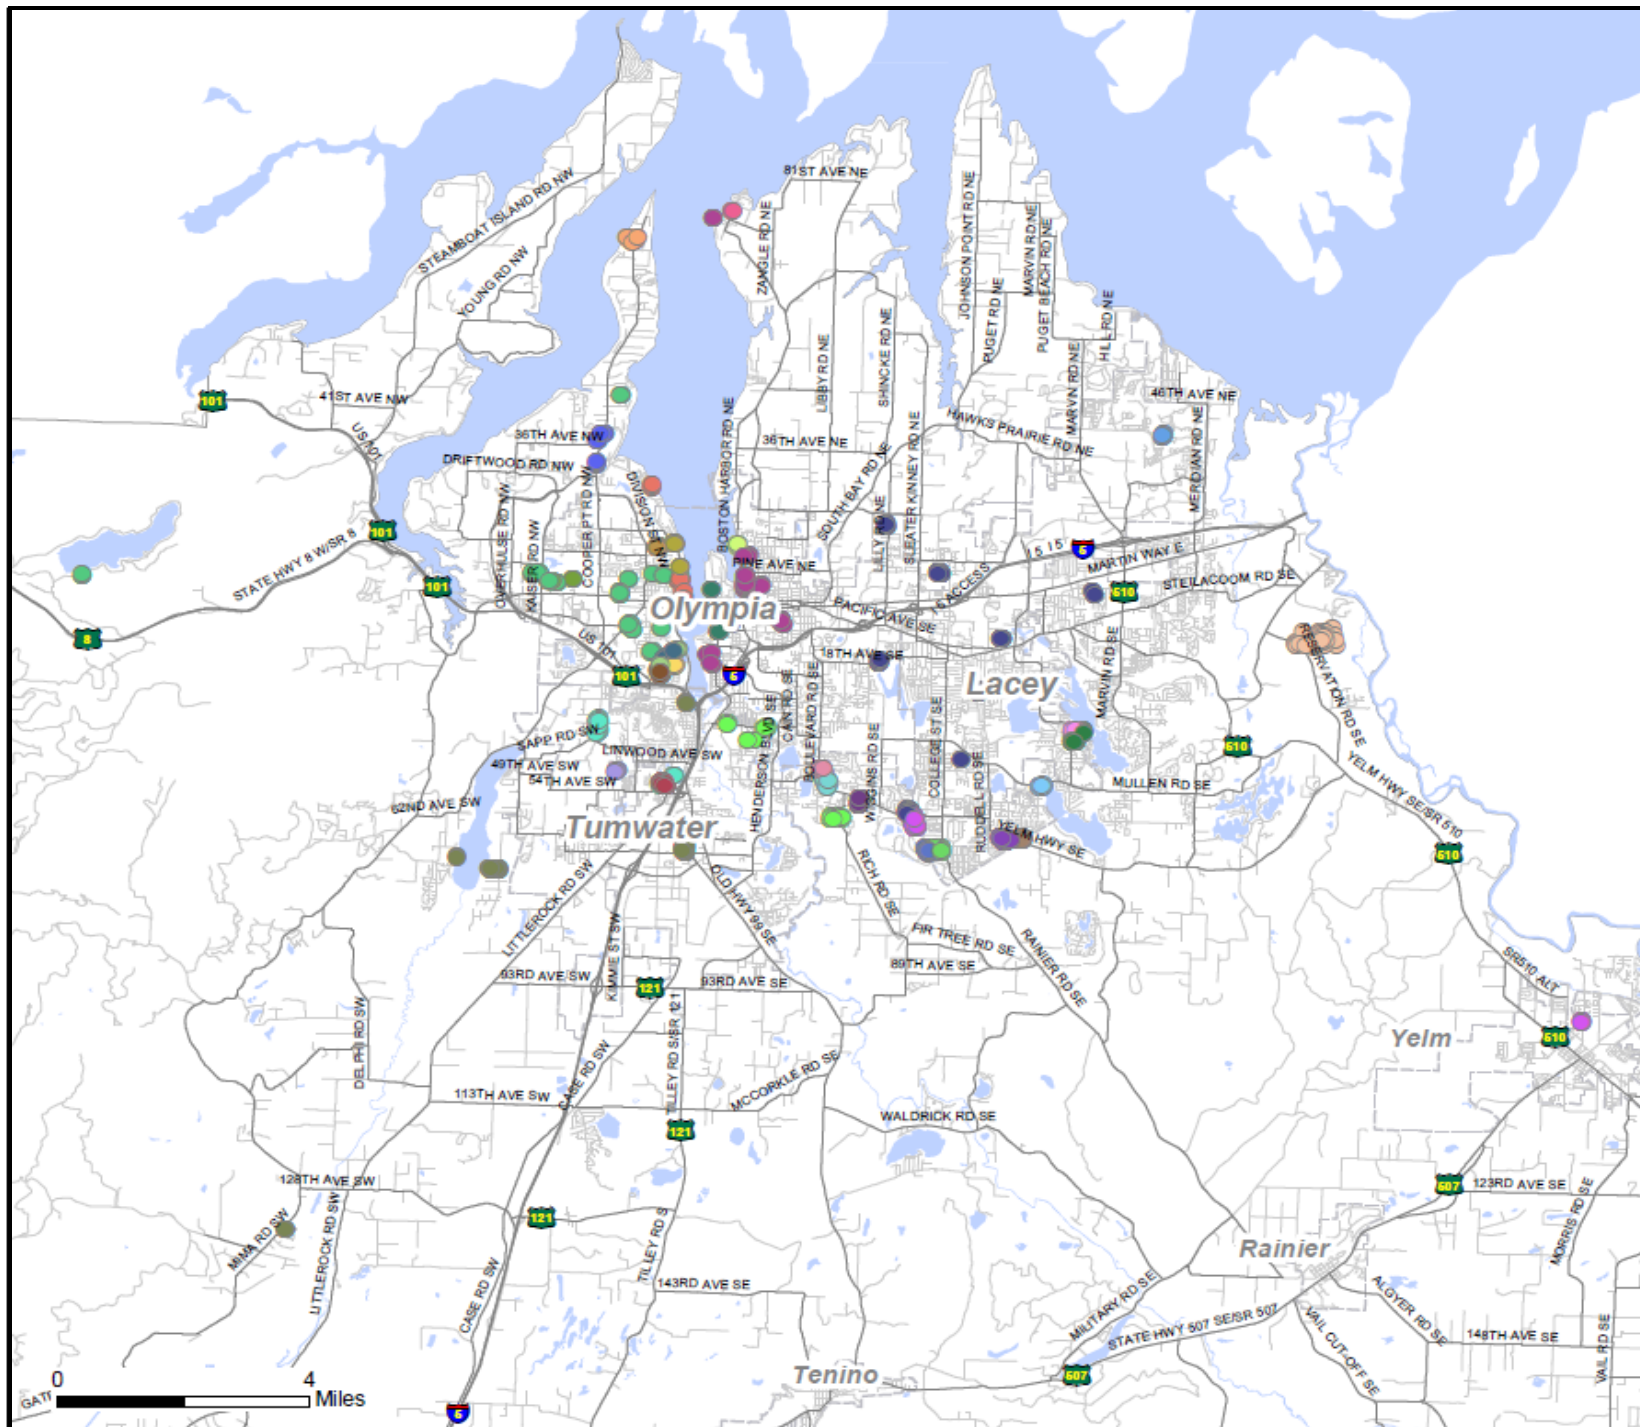 81ST AVE NE
STEAMBOAT ISLAND RD NW
YOUNG RD NW
ZANGLE RD NE
JOHNSON POINT RD NE
MARVIN RD NE
PUGET BEACH RD NE
PUGET RD NE
HILL RD NE
LIBBY RD NE
SHINCKE RD NE
MARVIN RD NE
101
41ST AVE NW
46TH AVE NE
US 101
36TH AVE NW
BOSTON HARBOR RD NE
36TH AVE NE
HAWKS PRAIRIE RD NE
DRIFTWOOD RD NW
SOUTH BAY RD NE
SLEATER KINNEY RD NE
MERIDIAN RD NE
DIVISION ST NW
COOPER PT RD NW
OVERHULSE RD NW
KAISER RD NW
LILLY RD NE
101
STATE HWY 8 W/SR 8
I5 I5
5
MARTIN WAY E
PINE AVE NE
STEILACOOM RD SE
101
I5 ACCESS
510
Olympia
PACIFIC AVE SE
8
US 101
18TH AVE SE
RESERVATION RD SE
101
5
Lacey
MARVIN RD SE
CAIN RD SE
BOULEVARD RD SE
COLLEGE ST SE
SAPP RD SW
LINWOOD AVE SW
510
49TH AVE SW
54TH AVE SW
HENDERSON BLVD SE
WIGGINS RD SE
RUDDELL RD SE
MULLEN RD SE
YELM HWY SE/SR 510
62ND AVE SW
Tumwater
YELM HWY SE
510
LITTLEROCK RD SW
OLD HWY 99 SE
RICH RD SE
FIR TREE RD SE
RAINIER RD SE
89TH AVE SE
SR510 ALT
93RD AVE SW
KIMMIE ST SW
121
93RD AVE SE
DELPHI RD SW
TILLEY RD S/SR 121
Yelm
510
CASE RD SW
MCCORKLE RD SE
113TH AVE SW
WALDRICK RD SE
121
128TH AVE SW
507
123RD AVE SE
MIMA RD SW
LITTLEROCK RD SW
121
TILLEY RD S
MORRIS RD SE
Rainier
CASE RD SW
143RD AVE SE
MILITARY RD SE
ALGYER RD SE
STATE HWY 507 SE/SR 507
VAIL CUT-OFF SE
148TH AVE SE
VAIL RD SE
Tenino
507
0 4
Miles
5